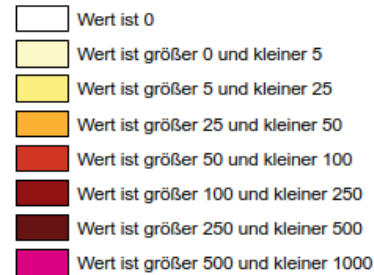 Wert ist 0
Wert ist größer 0 und kleiner 5
Wert ist größer 5 und kleiner 25
Wert ist größer 25 und kleiner 50
Wert ist größer 50 und kleiner 100
Wert ist größer 100 und kleiner 250
Wert ist größer 250 und kleiner 500
Wert ist größer 500 und kleiner 1000